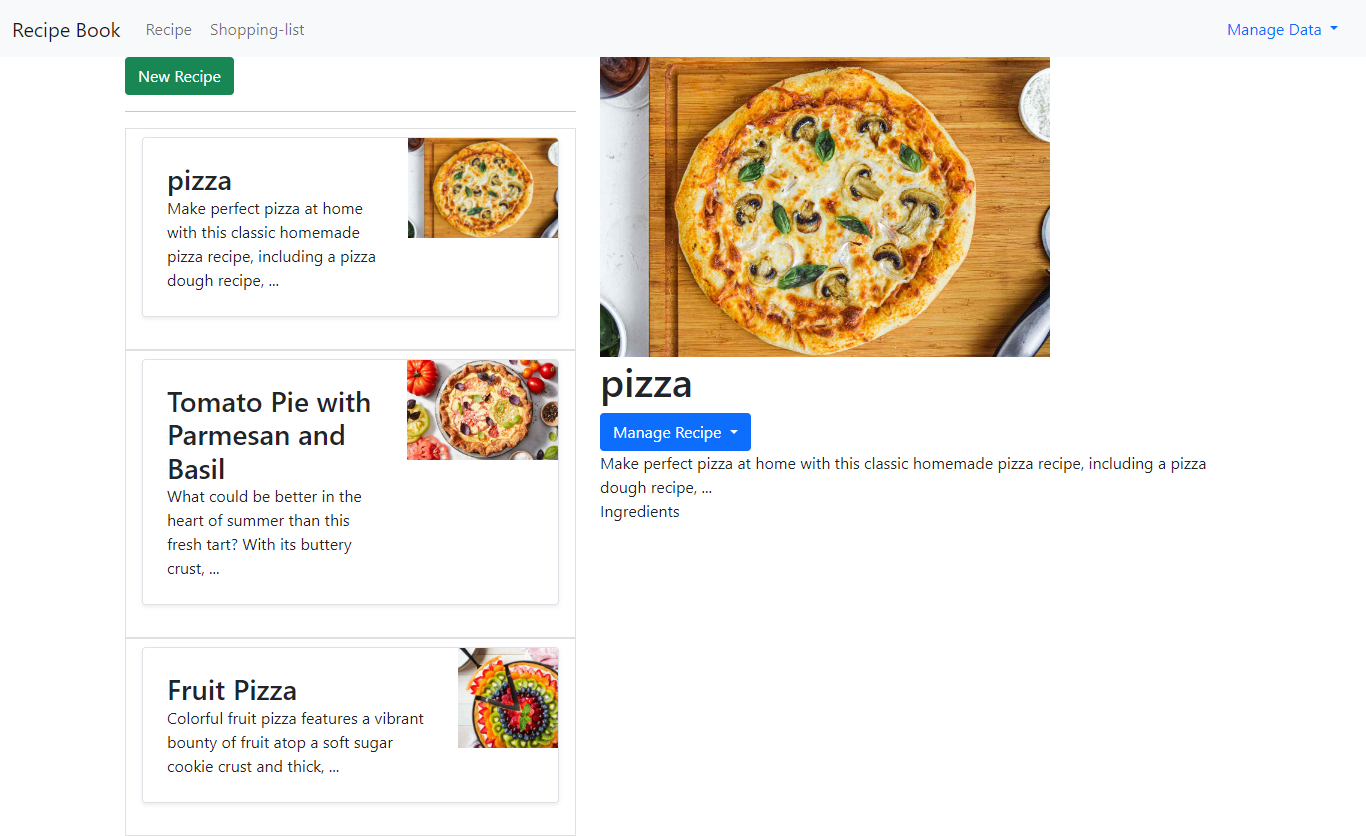 Recipe Book Recipe Shopping-list Manage Data
New Recipe
pizza
Make perfect pizza at home
with this classic homemade
pizza recipe, including a pizza
dough recipe, ...
Tomato Pie with
Parmesan and
Basil
What could be better in the
heart of summer than this
fresh tart? With its buttery
crust, ...
Fruit Pizza
Colorful fruit pizza features a vibrant
bounty of fruit atop a soft sugar
cookie crust and thick, ...
pizza
Manage Recipe
Make perfect pizza at home with this classic homemade pizza recipe, including a pizza
dough recipe, ...
Ingredients